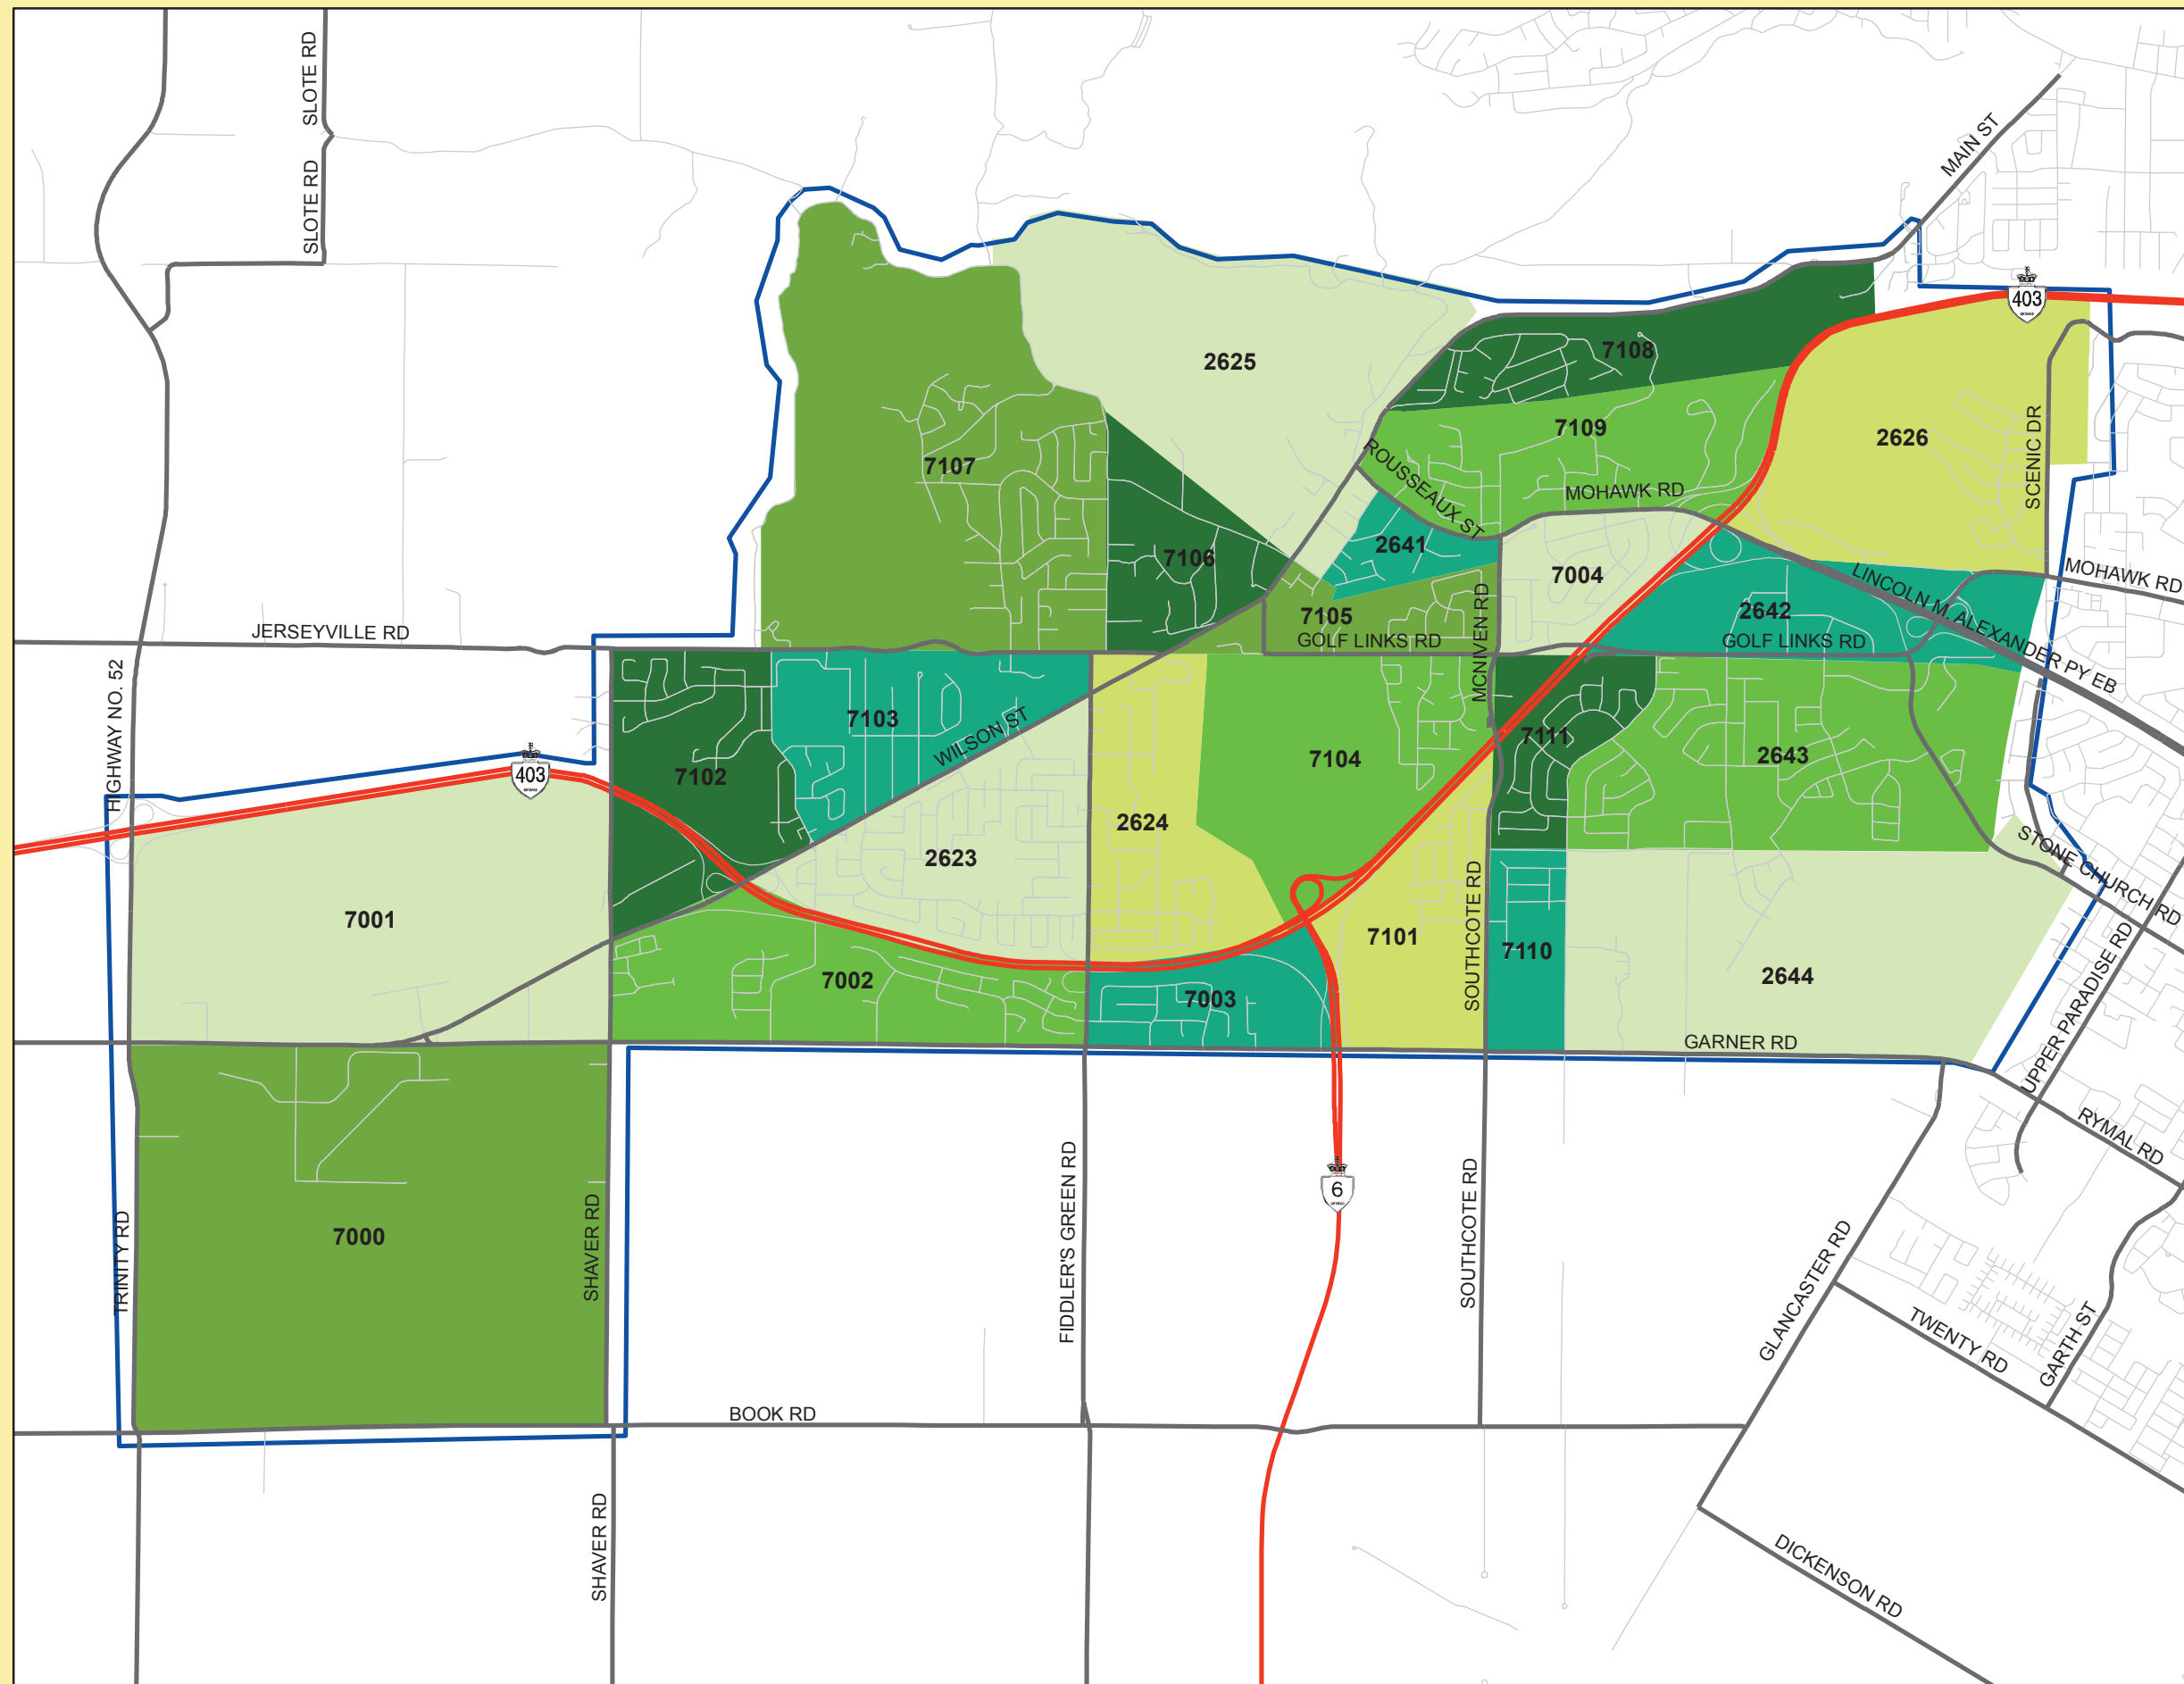 SLOTE RD
SLOTE RD
MAIN ST
403
2625
7108
7109
2626
SCENIC DR
ROUSSEAUX ST
MOHAWK RD
7107
2641
7106
7004
7105
MCNIVEN RD
GOLF LINKS RD
2642
GOLF LINKS RD
LINCOLN M. ALEXANDER PY EB
MOHAWK RD
JERSEYVILLE RD
HIGHWAY NO. 52
403
7102
7103
WILSON ST
7104
7111
2643
2624
2623
STONE CHURCH RD
7001
7002
7003
7101
SOUTHCOTE RD
7110
2644
UPPER PARADISE RD
GARNER RD
RYMAL RD
6
7000
TRINITY RD
SHAVER RD
FIDDLER'S GREEN RD
SOUTHCOTE RD
GLANCASTER RD
TWENTY RD
GARTH ST
BOOK RD
SHAVER RD
DICKENSON RD